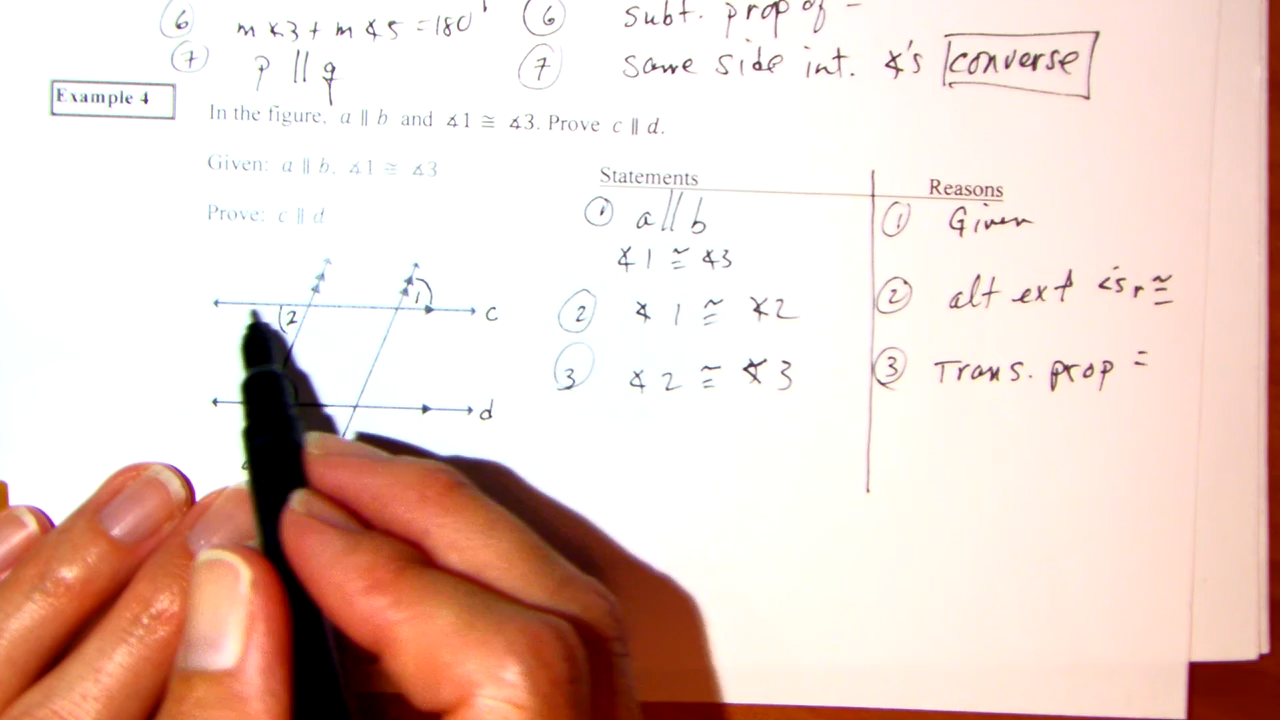 ⑥ m∡3 + m∡5 = 180 ⑥ subt. prop of =
⑦ p || q ⑦ same side int. ∡'s converse
Example 4
In the figure, a ∥ b and ∡1 ≅ ∡3. Prove c ∥ d.
Given: a ∥ b, ∡1 ≅ ∡3
Prove: c ∥ d
Statements Reasons
① a || b ① Given
∡1 ≅ ∡3
② ∡1 ≅ ∡2 ② alt ext ∠'s r ≅
③ ∡2 ≅ ∡3 ③ Trans. prop =
1
2 c
d